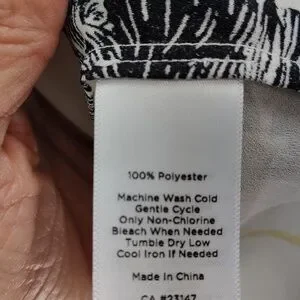 100% Polyester
Machine Wash Cold
Gentle Cycle
Only Non-Chlorine
Bleach When Needed
Tumble Dry Low
Cool Iron If Needed
Made In China
CA #23167